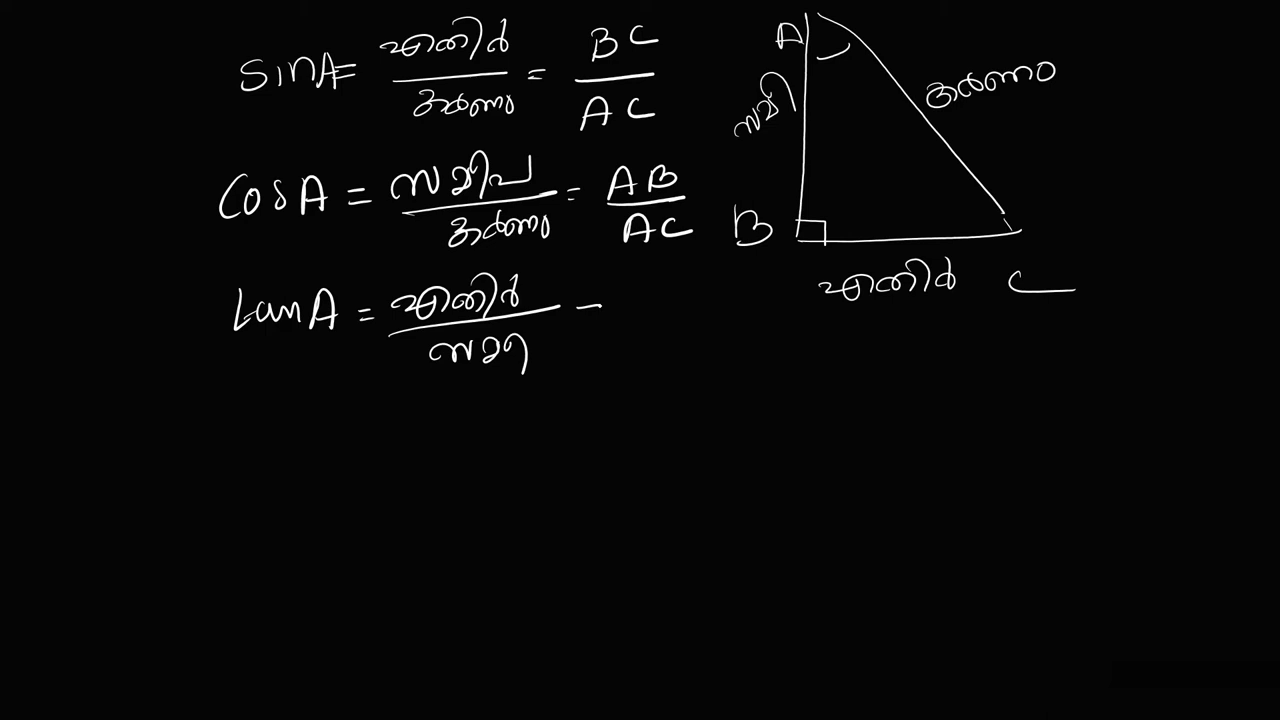 sinA= എതിർ/കർണം = BC/AC
CosA = സമീപ/കർണം = AB/AC
tanA = എതിർ/സമീ =
A
സമീ
കർണം
B
എതിർ C